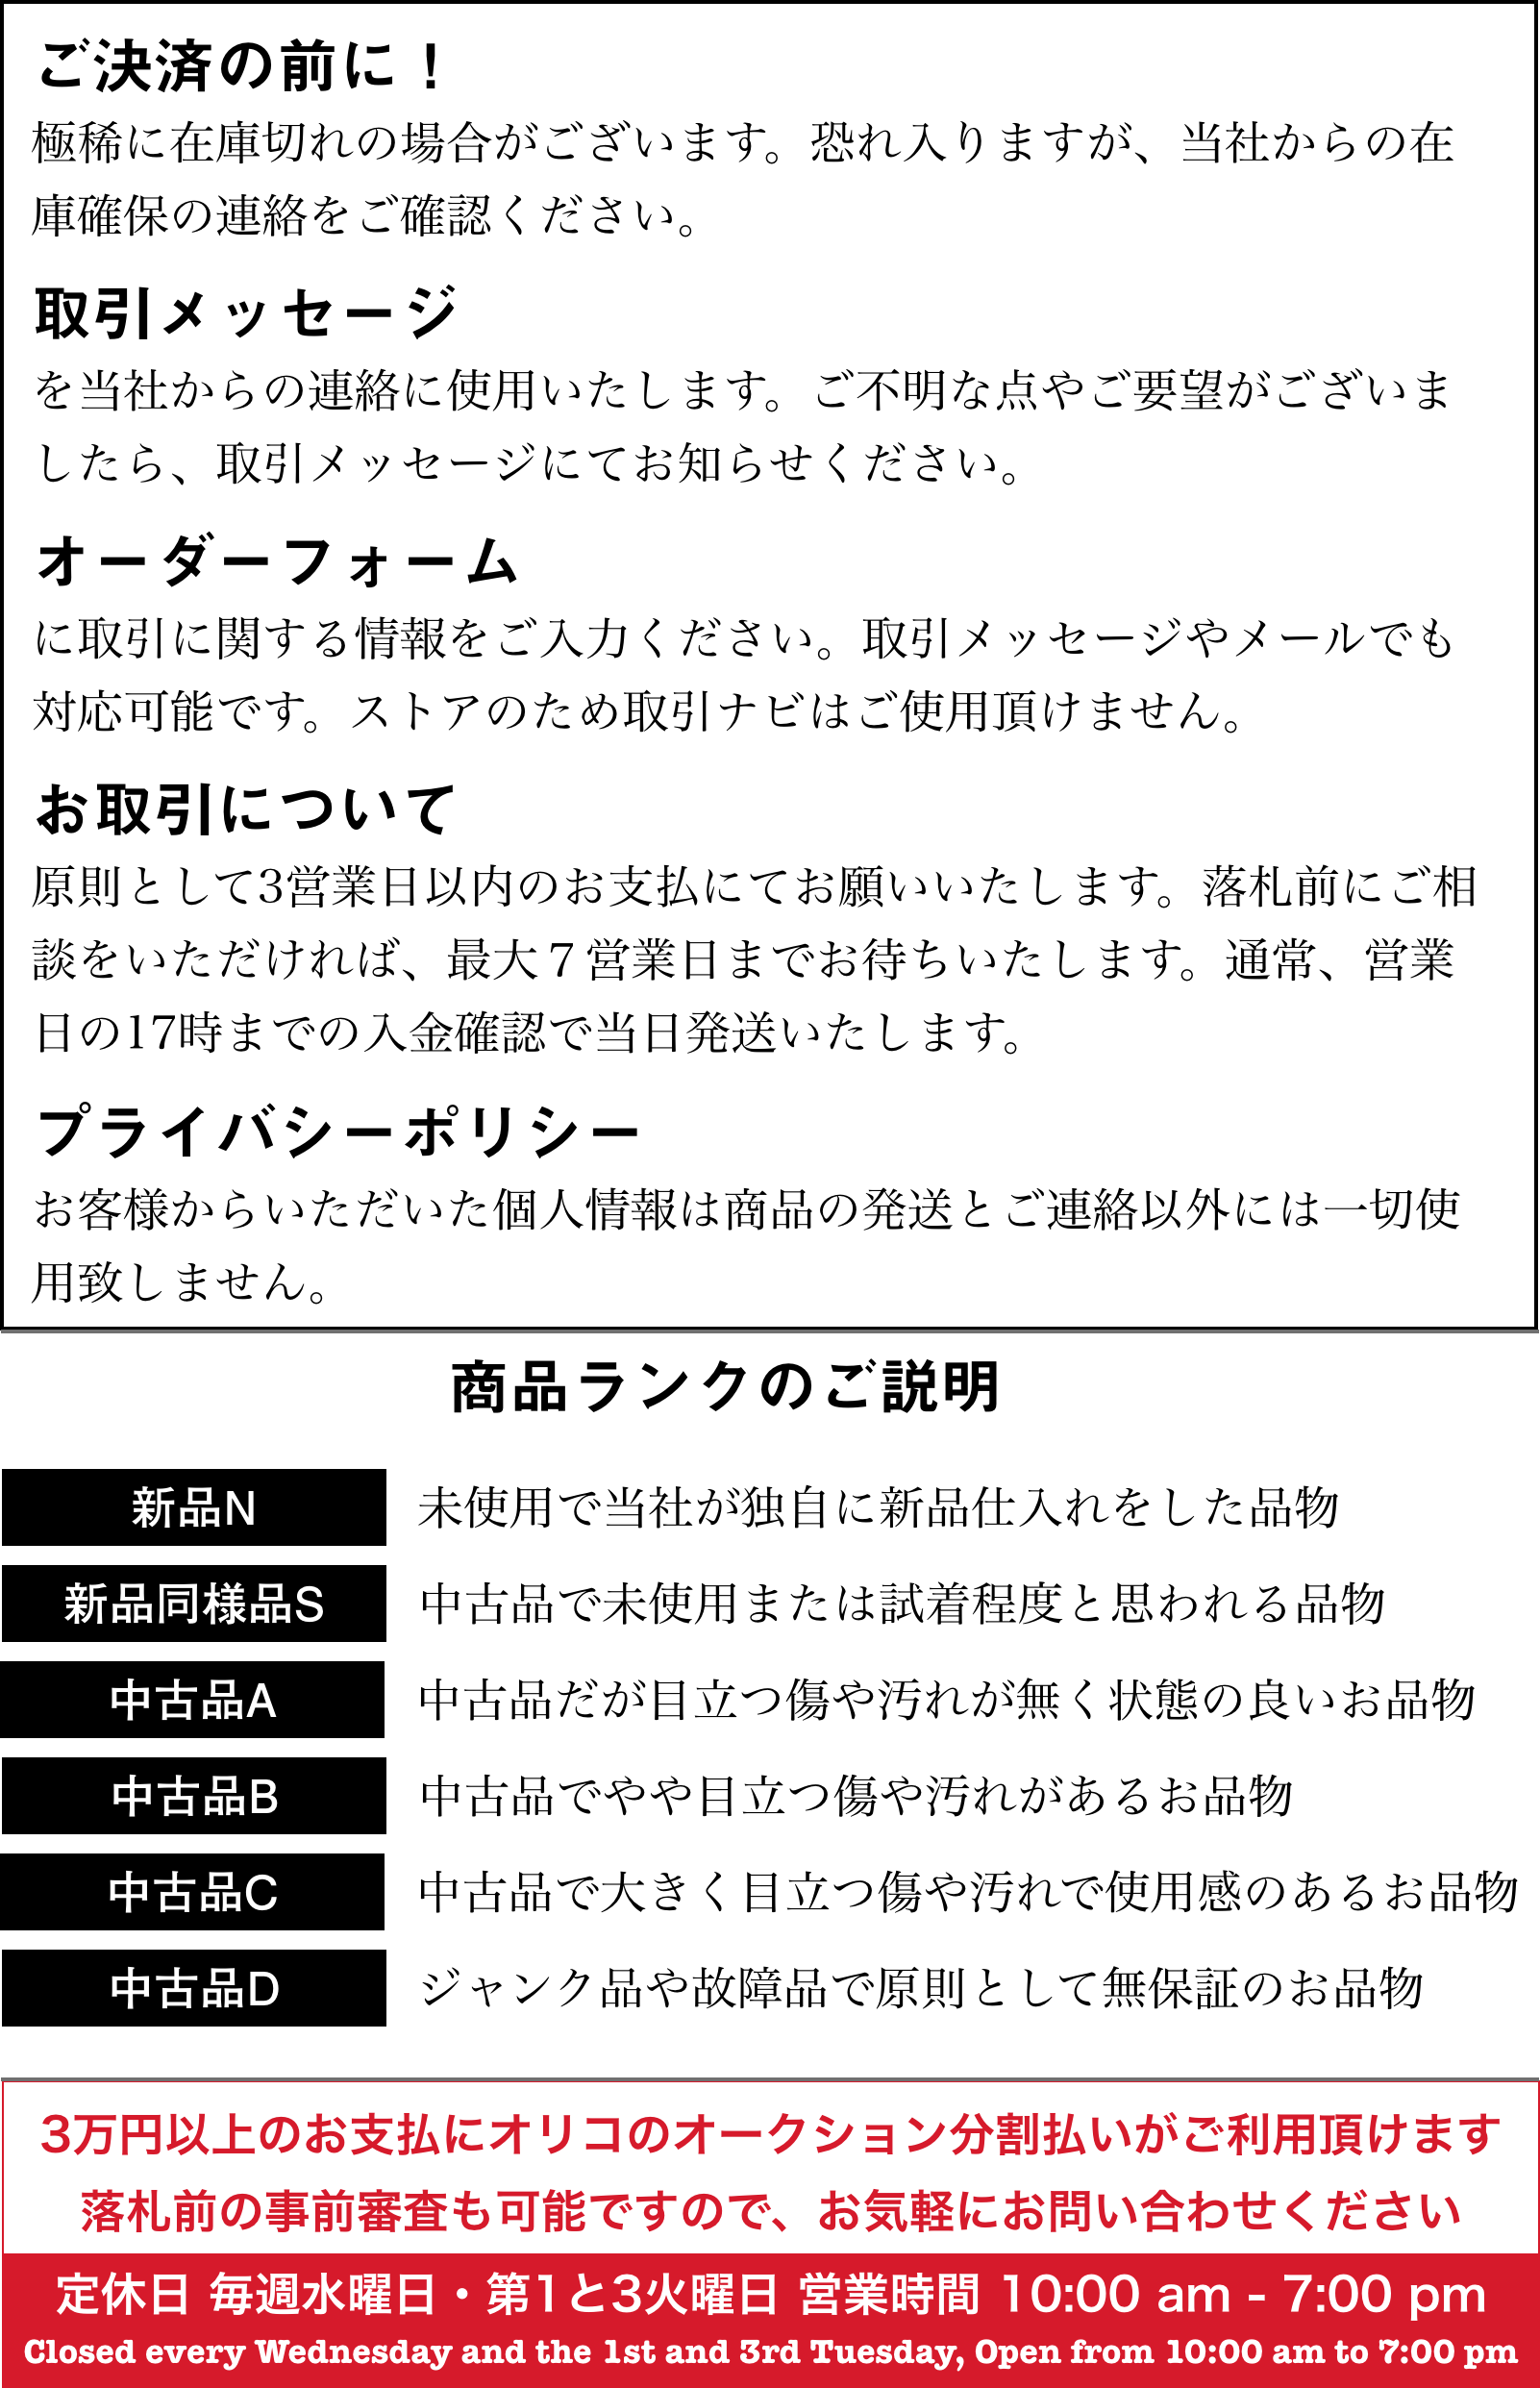 ご決済の前に！
極稀に在庫切れの場合がございます。恐れ入りますが、当社からの在
庫確保の連絡をご確認ください。
取引メッセージ
を当社からの連絡に使用いたします。ご不明な点やご要望がございま
したら、取引メッセージにてお知らせください。
オーダーフォーム
に取引に関する情報をご入力ください。取引メッセージやメールでも
対応可能です。ストアのため取引ナビはご使用頂けません。
お取引について
原則として3営業日以内のお支払にてお願いいたします。落札前にご相
談をいただければ、最大７営業日までお待ちいたします。通常、営業
日の17時までの入金確認で当日発送いたします。
プライバシーポリシー
お客様からいただいた個人情報は商品の発送とご連絡以外には一切使
用致しません。
商品ランクのご説明
新品N 未使用で当社が独自に新品仕入れをした品物
新品同様品S 中古品で未使用または試着程度と思われる品物
中古品A 中古品だが目立つ傷や汚れが無く状態の良いお品物
中古品B 中古品でやや目立つ傷や汚れがあるお品物
中古品C 中古品で大きく目立つ傷や汚れで使用感のあるお品物
中古品D ジャンク品や故障品で原則として無保証のお品物
3万円以上のお支払にオリコのオークション分割払いがご利用頂けます
落札前の事前審査も可能ですので、お気軽にお問い合わせください
定休日 毎週水曜日・第1と3火曜日 営業時間 10:00 am - 7:00 pm
Closed every Wednesday and the 1st and 3rd Tuesday, Open from 10:00 am to 7:00 pm